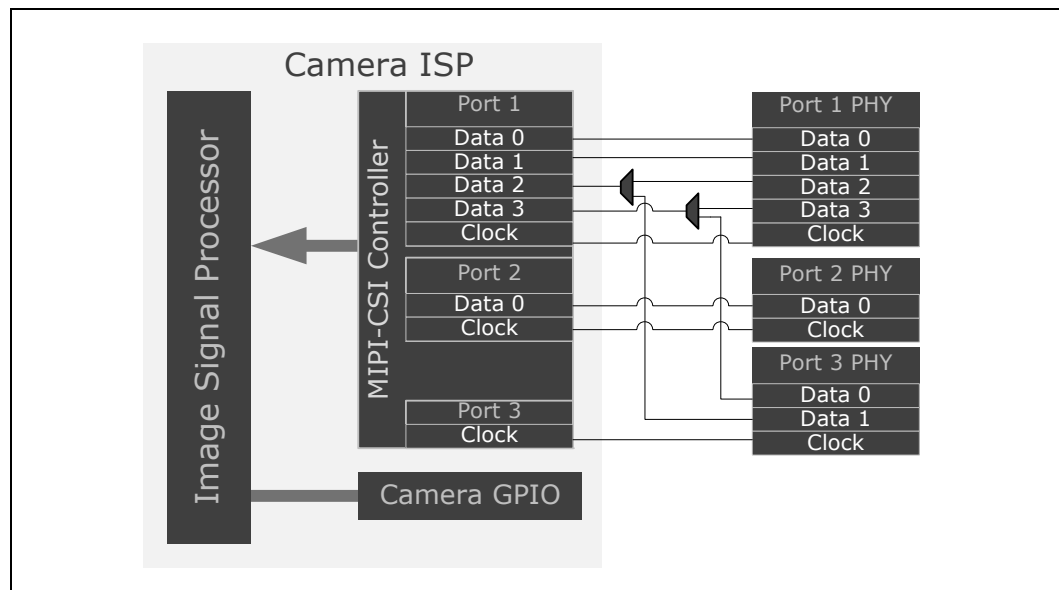 Camera ISP
Image Signal Processor
MIPI-CSI Controller
Port 1
Data 0
Data 1
Data 2
Data 3
Clock
Port 2
Data 0
Clock
Port 3
Clock
Camera GPIO
Port 1 PHY
Data 0
Data 1
Data 2
Data 3
Clock
Port 2 PHY
Data 0
Clock
Port 3 PHY
Data 0
Data 1
Clock